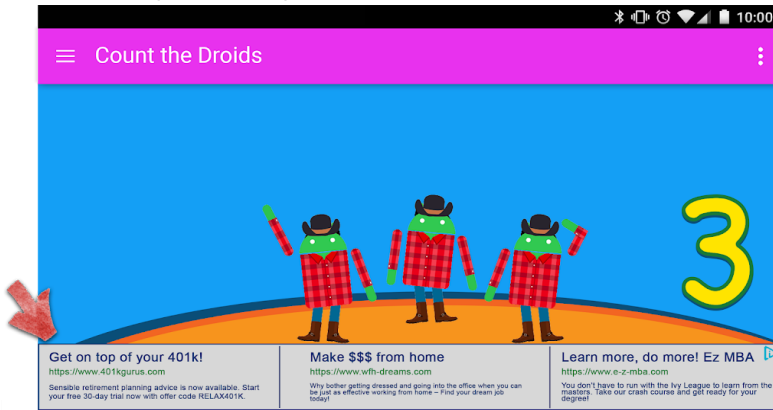 10:00
Count the Droids
3
Get on top of your 401k!
https://www.401kgurus.com
Sensible retirement planning advice is now available. Start
your free 30-day trial now with offer code RELAX401K.
Make $$$ from home
https://www.wfh-dreams.com
Why bother getting dressed and going into the office when you can
be just as effective working from home – Find your dream job
today!
Learn more, do more! Ez MBA
https://www.e-z-mba.com
You don't have to run with the Ivy League to learn from the
masters. Take our crash course and get ready for your
degree!